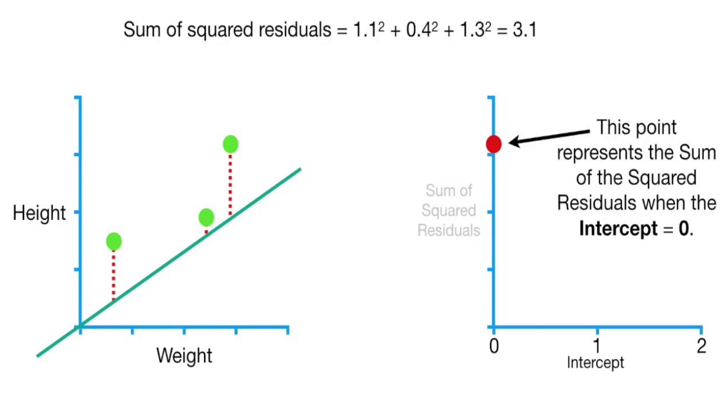 Sum of squared residuals = 1.1² + 0.4² + 1.3² = 3.1
Height
Weight
Sum of
Squared
Residuals
This point
represents the Sum
of the Squared
Residuals when the
Intercept = 0.
0
1
2
Intercept